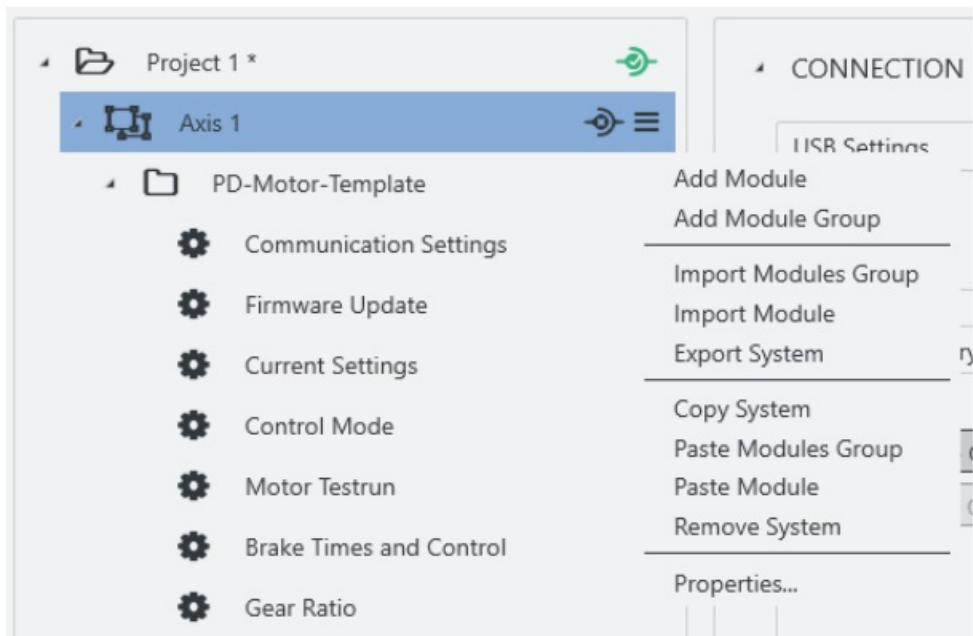 Project 1 *
Axis 1
PD-Motor-Template
Communication Settings
Firmware Update
Current Settings
Control Mode
Motor Testrun
Brake Times and Control
Gear Ratio
CONNECTION
USB Settings
Add Module
Add Module Group
Import Modules Group
Import Module
Export System
Copy System
Paste Modules Group
Paste Module
Remove System
Properties...